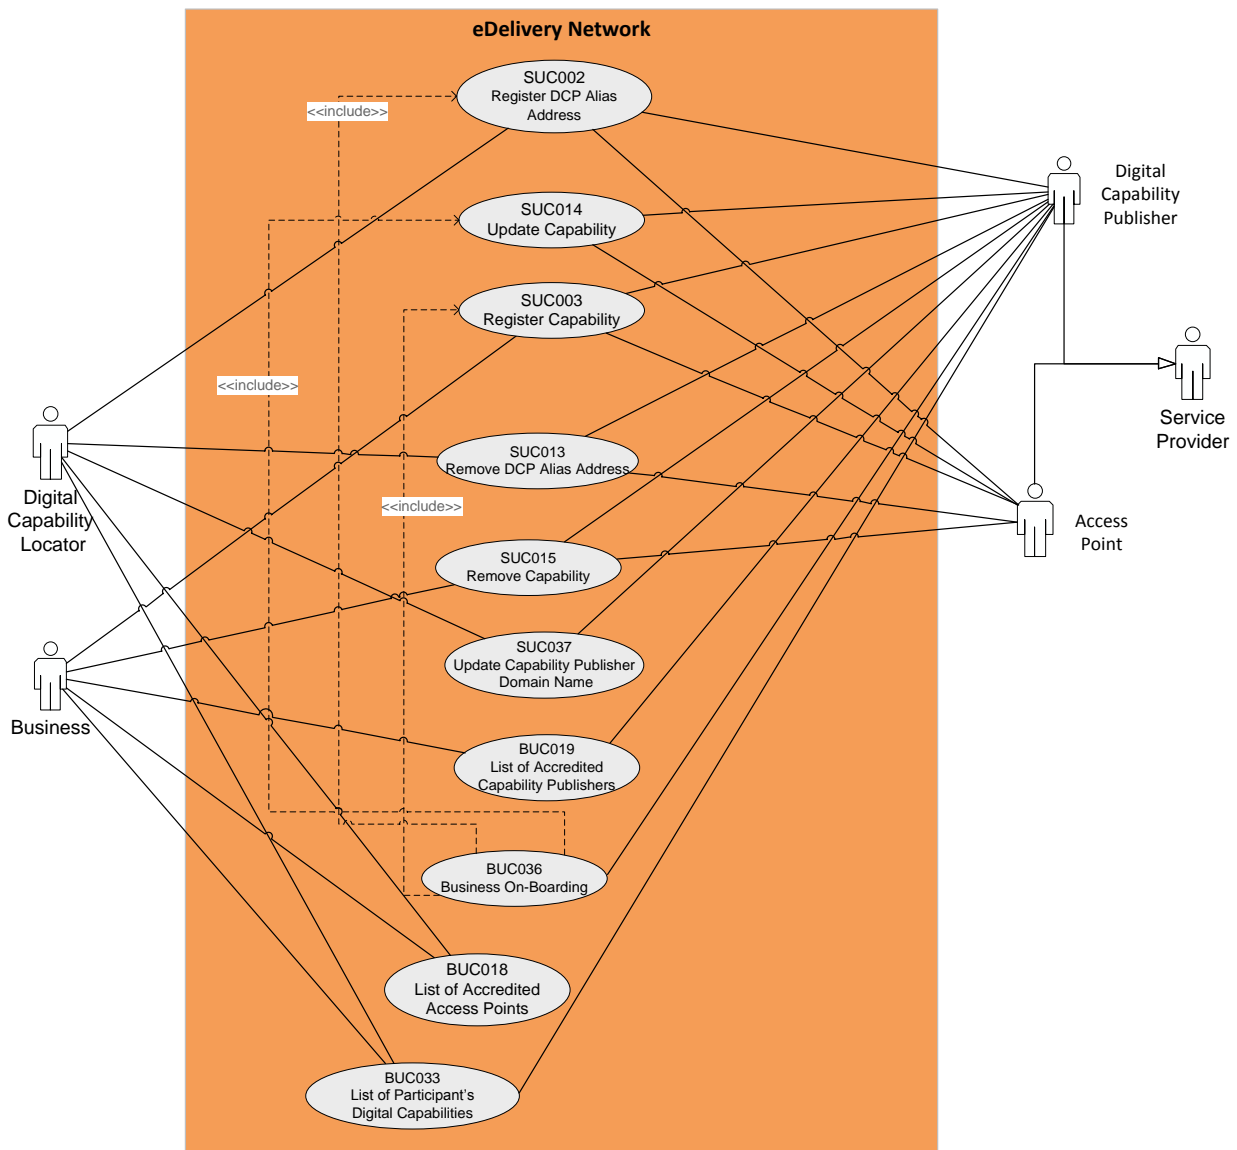 eDelivery Network
SUC002
Register DCP Alias
Address
<<include>>
Digital
Capability
Publisher
SUC014
Update Capability
SUC003
Register Capability
<<include>>
Service
Provider
SUC013
Remove DCP Alias Address
Digital
Capability
Locator
<<include>>
Access
Point
SUC015
Remove Capability
SUC037
Update Capability Publisher
Domain Name
Business
BUC019
List of Accredited
Capability Publishers
BUC036
Business On-Boarding
BUC018
List of Accredited
Access Points
BUC033
List of Participant’s
Digital Capabilities